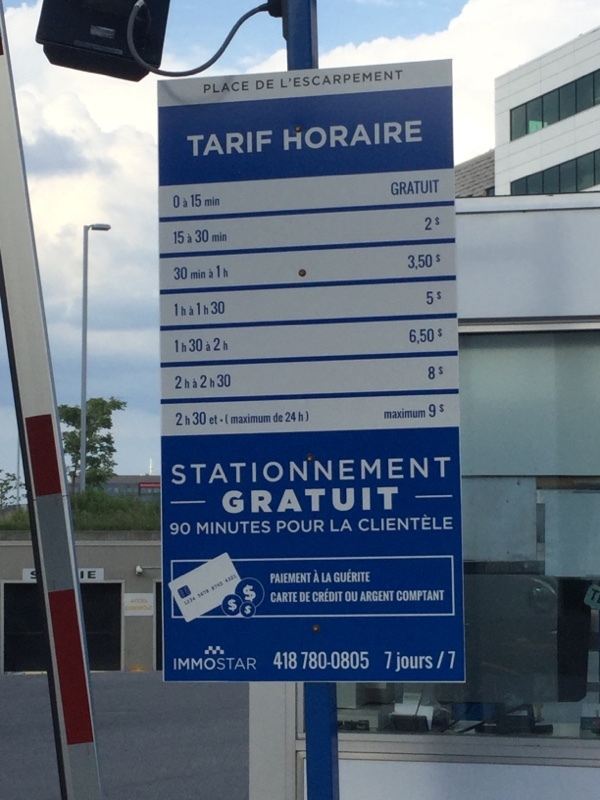 PLACE DE L'ESCARPEMENT
TARIF HORAIRE
0 à 15 min GRATUIT
15 à 30 min 2 $
30 min à 1 h 3,50 $
1 h à 1 h 30 5 $
1 h 30 à 2 h 6,50 $
2 h à 2 h 30 8 $
2 h 30 et + ( maximum de 24 h ) maximum 9 $
STATIONNEMENT
GRATUIT
90 MINUTES POUR LA CLIENTÈLE
PAIEMENT À LA GUÉRITE
CARTE DE CRÉDIT OU ARGENT COMPTANT
IMMOSTAR 418 780-0805 7 jours / 7